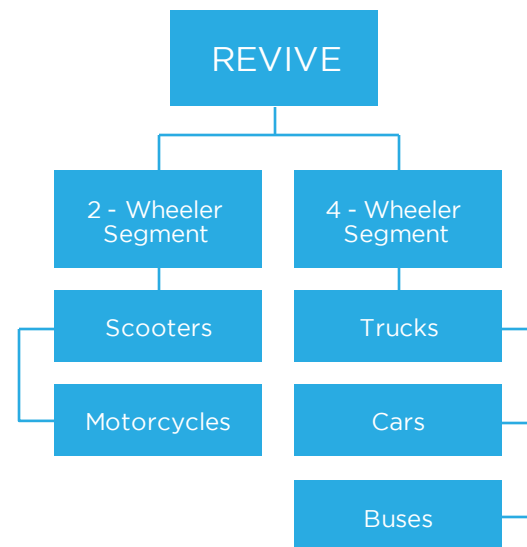 REVIVE
2 - Wheeler
Segment
4 - Wheeler
Segment
Scooters
Trucks
Motorcycles
Cars
Buses